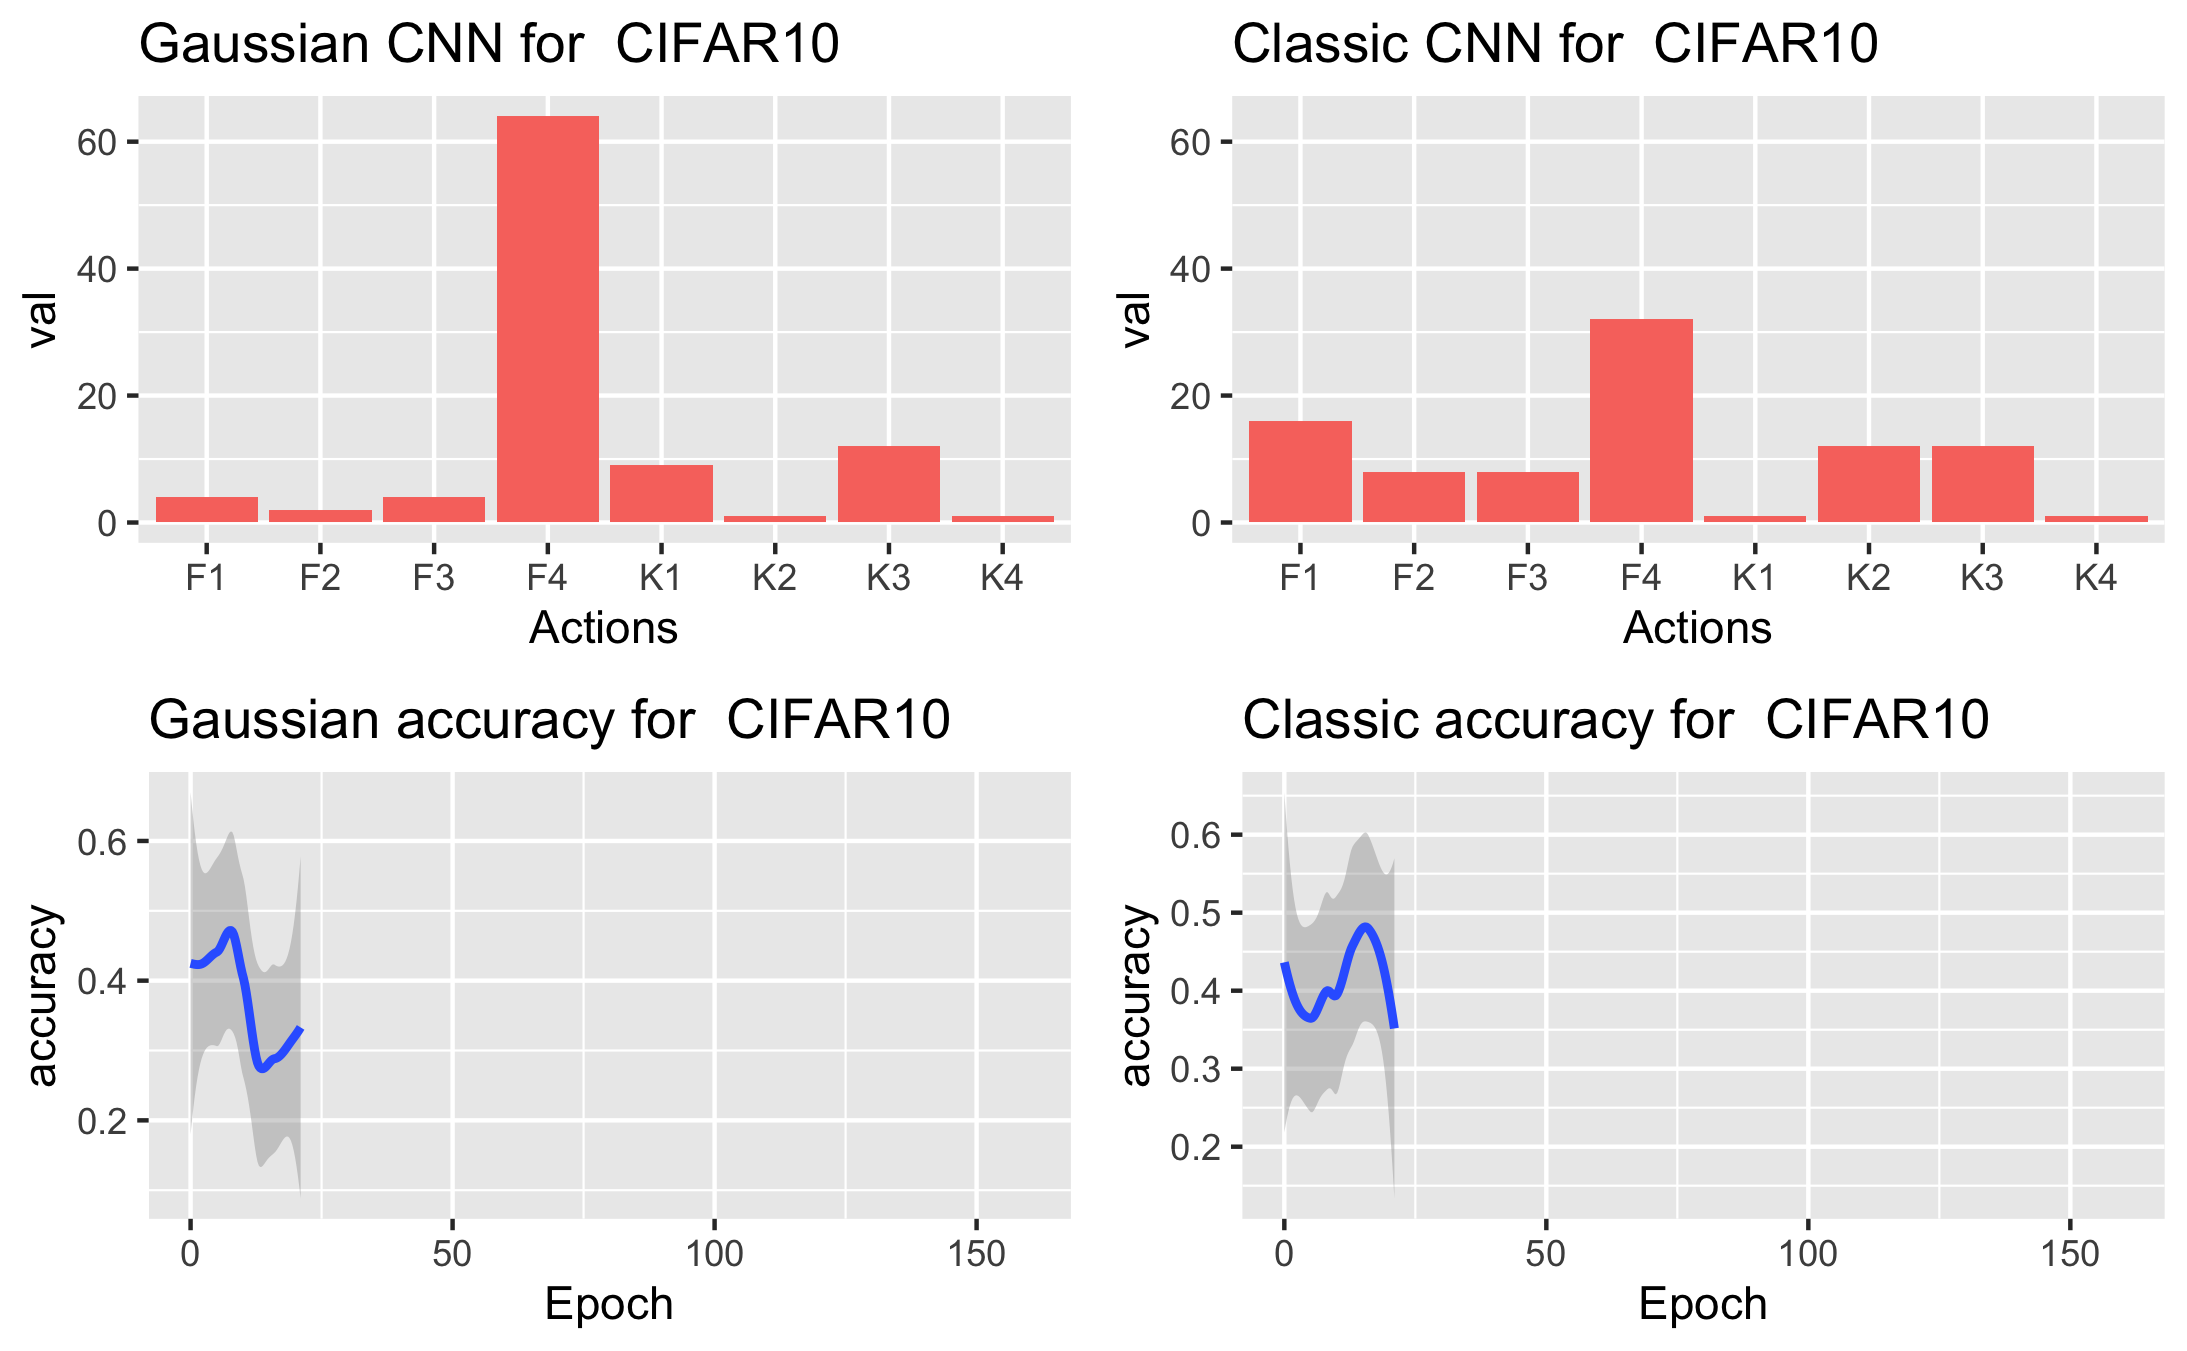 Gaussian CNN for  CIFAR10
val
60
40
20
0
F1 F2 F3 F4 K1 K2 K3 K4
Actions
Classic CNN for  CIFAR10
val
60
40
20
0
F1 F2 F3 F4 K1 K2 K3 K4
Actions
Gaussian accuracy for  CIFAR10
accuracy
0.6
0.4
0.2
0 50 100 150
Epoch
Classic accuracy for  CIFAR10
accuracy
0.6
0.5
0.4
0.3
0.2
0 50 100 150
Epoch